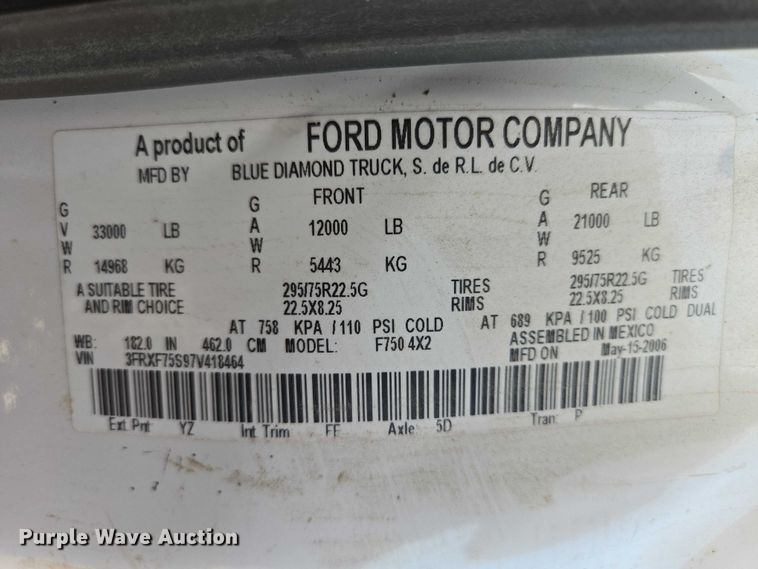 A product of FORD MOTOR COMPANY
MFD BY BLUE DIAMOND TRUCK, S. de R.L. de C.V.
FRONT REAR
GVWR 33000 LB GAWR 12000 LB GAWR 21000 LB
14968 KG 5443 KG 9525 KG
A SUITABLE TIRE 295/75R22.5G TIRES 295/75R22.5G TIRES
AND RIM CHOICE 22.5X8.25 RIMS 22.5X8.25 RIMS
AT 758 KPA / 110 PSI COLD AT 689 KPA / 100 PSI COLD DUAL
WB: 182.0 IN 462.0 CM MODEL: F750 4X2 ASSEMBLED IN MEXICO
VIN 3FRXF75S97V418464 MFD ON May-15-2006
Ext Pnt: YZ Int Trim FF Axle: 5D Tran: P
Purple Wave Auction